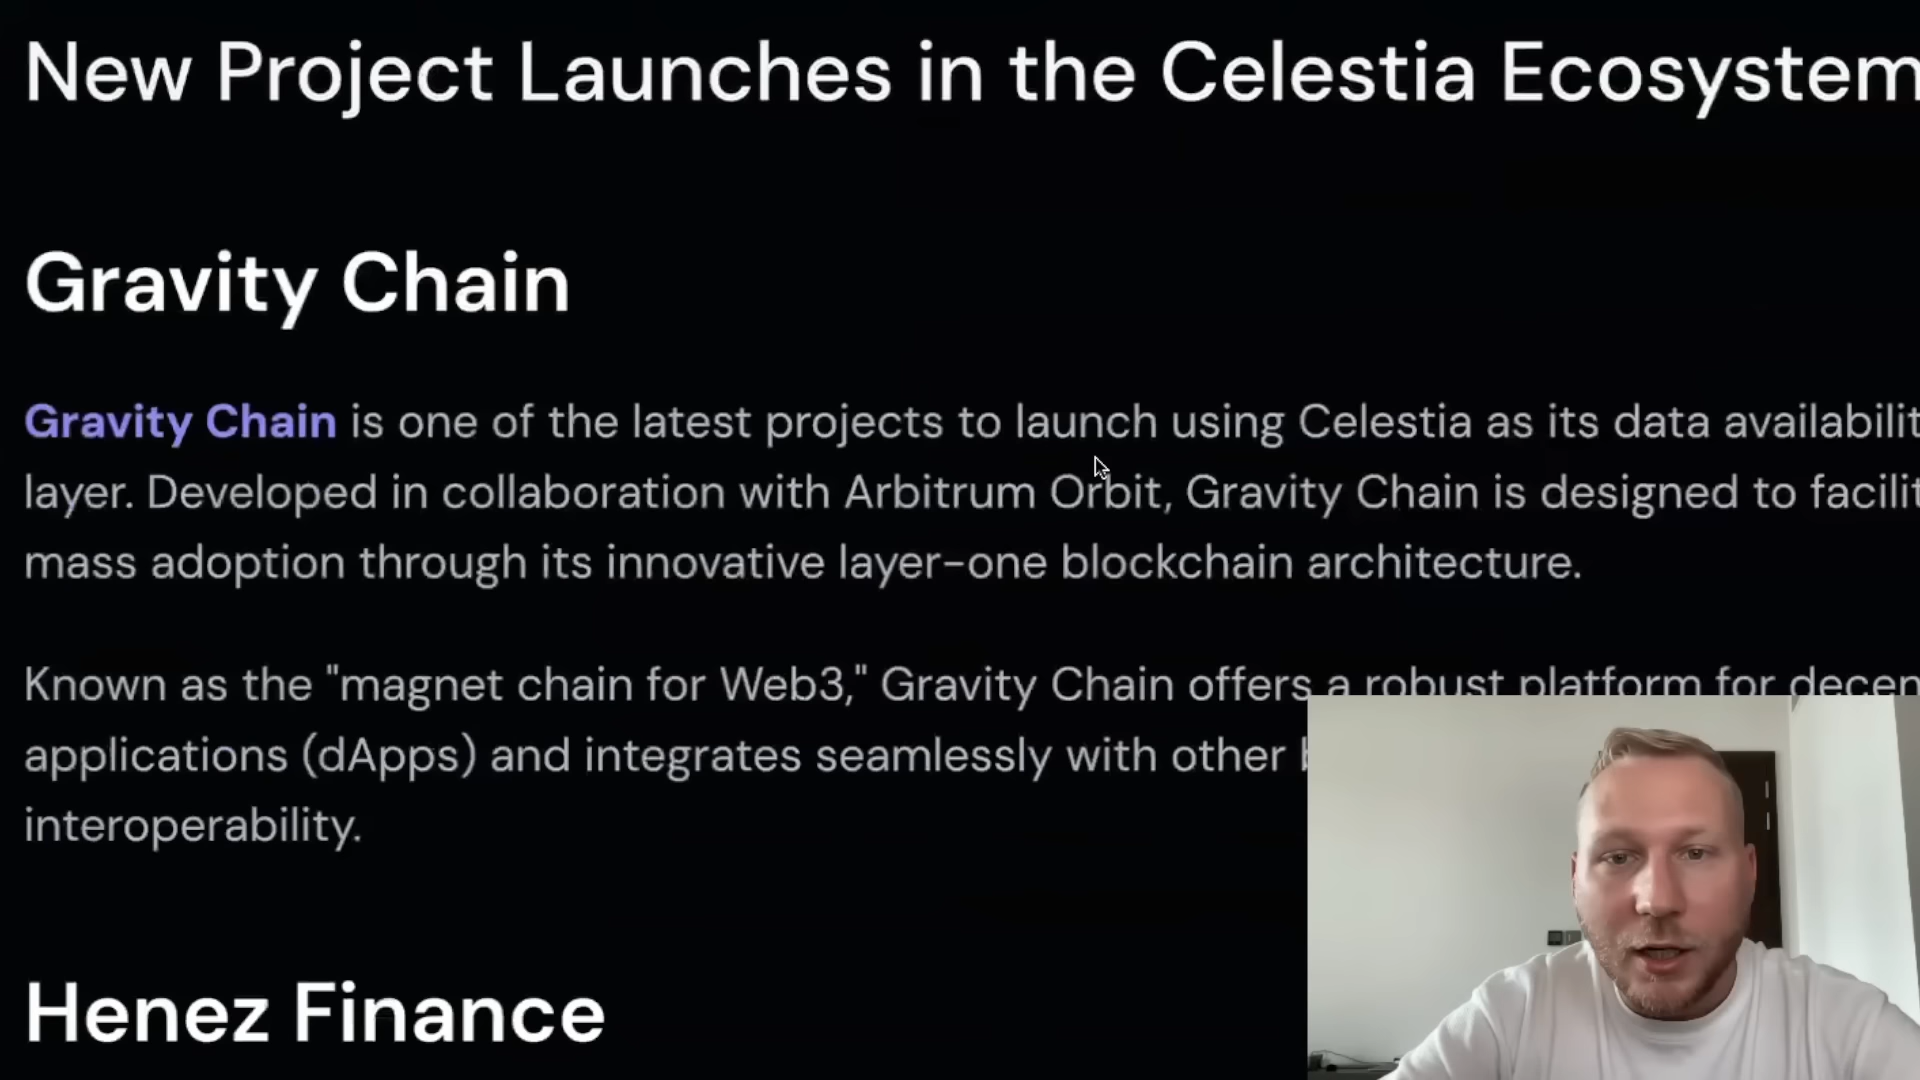 New Project Launches in the Celestia Ecosystem
Gravity Chain
Gravity Chain is one of the latest projects to launch using Celestia as its data availabilit
layer. Developed in collaboration with Arbitrum Orbit, Gravity Chain is designed to facilit
mass adoption through its innovative layer-one blockchain architecture.
Known as the "magnet chain for Web3," Gravity Chain offers a robust platform for decen
applications (dApps) and integrates seamlessly with other
interoperability.
Henez Finance